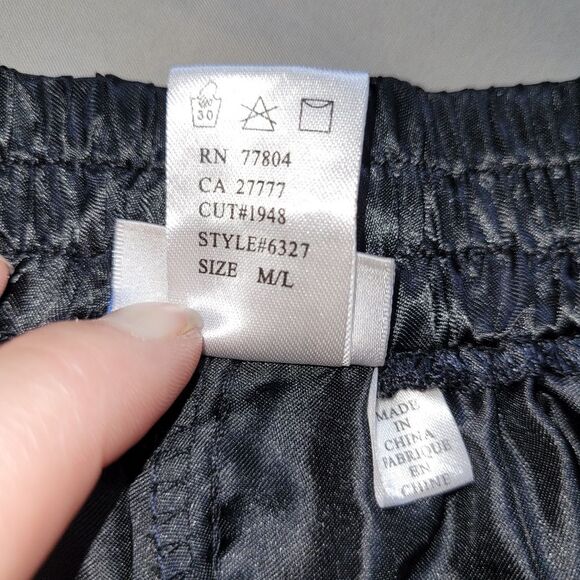 30
RN 77804
CA 27777
CUT#1948
STYLE#6327
SIZE M/L
MADE
IN
CHINA
FABRIQUE
EN
CHINE